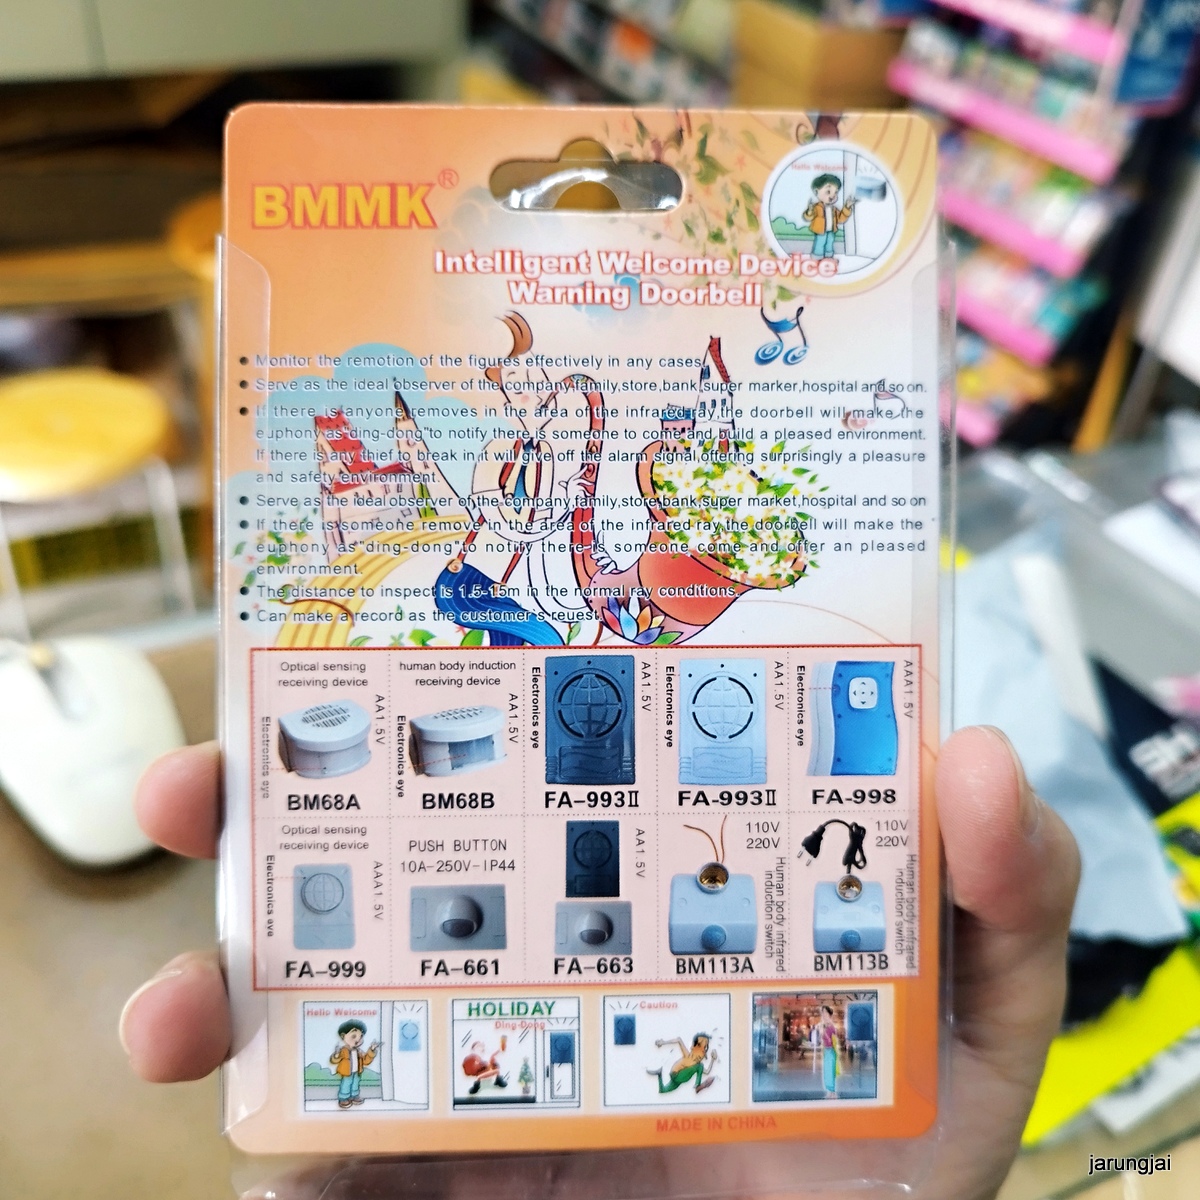 BMMK®
Hello Welcome
Intelligent Welcome Device
Warning Doorbell
● Monitor the remotion of the figures effectively in any cases.
● Serve as the ideal observer of the company,family,store,bank,super marker,hospital and so on.
● If there is anyone removes in the area of the infrared ray,the doorbell will make the
euphony as"ding-dong"to notify there is someone to come and build a pleased environment.
If there is any thief to break in,it will give off the alarm signal,offering surprisingly a pleasure
and safety environment.
● Serve as the ideal observer of the company,family,store,bank,super market,hospital and so on
● If there is someone remove in the area of the infrared ray,the doorbell will make the
euphony as"ding-dong"to notify there is someone come and offer an pleased
environment.
● The distance to inspect is 1.5-15m in the normal ray conditions.
● Can make a record as the customer`s reuest.
Optical sensing
receiving device
Electronics eye
AA1.5V
BM68A
human body induction
receiving device
Electronics eye
AA1.5V
BM68B
Electronics eye
AA1.5V
FA-993II
Electronics eye
AA1.5V
FA-993II
Electronics eye
AAA1.5V
FA-998
Optical sensing
receiving device
Electronics eye
AAA1.5V
FA-999
PUSH BUTTON
10A-250V-IP44
FA-661
AA1.5V
FA-663
110V
220V
Human body infrared
induction switch
BM113A
110V
220V
Human body infrared
induction switch
BM113B
Hello Welcome
HOLIDAY
Ding-Dong
Caution
MADE IN CHINA
jarungjai